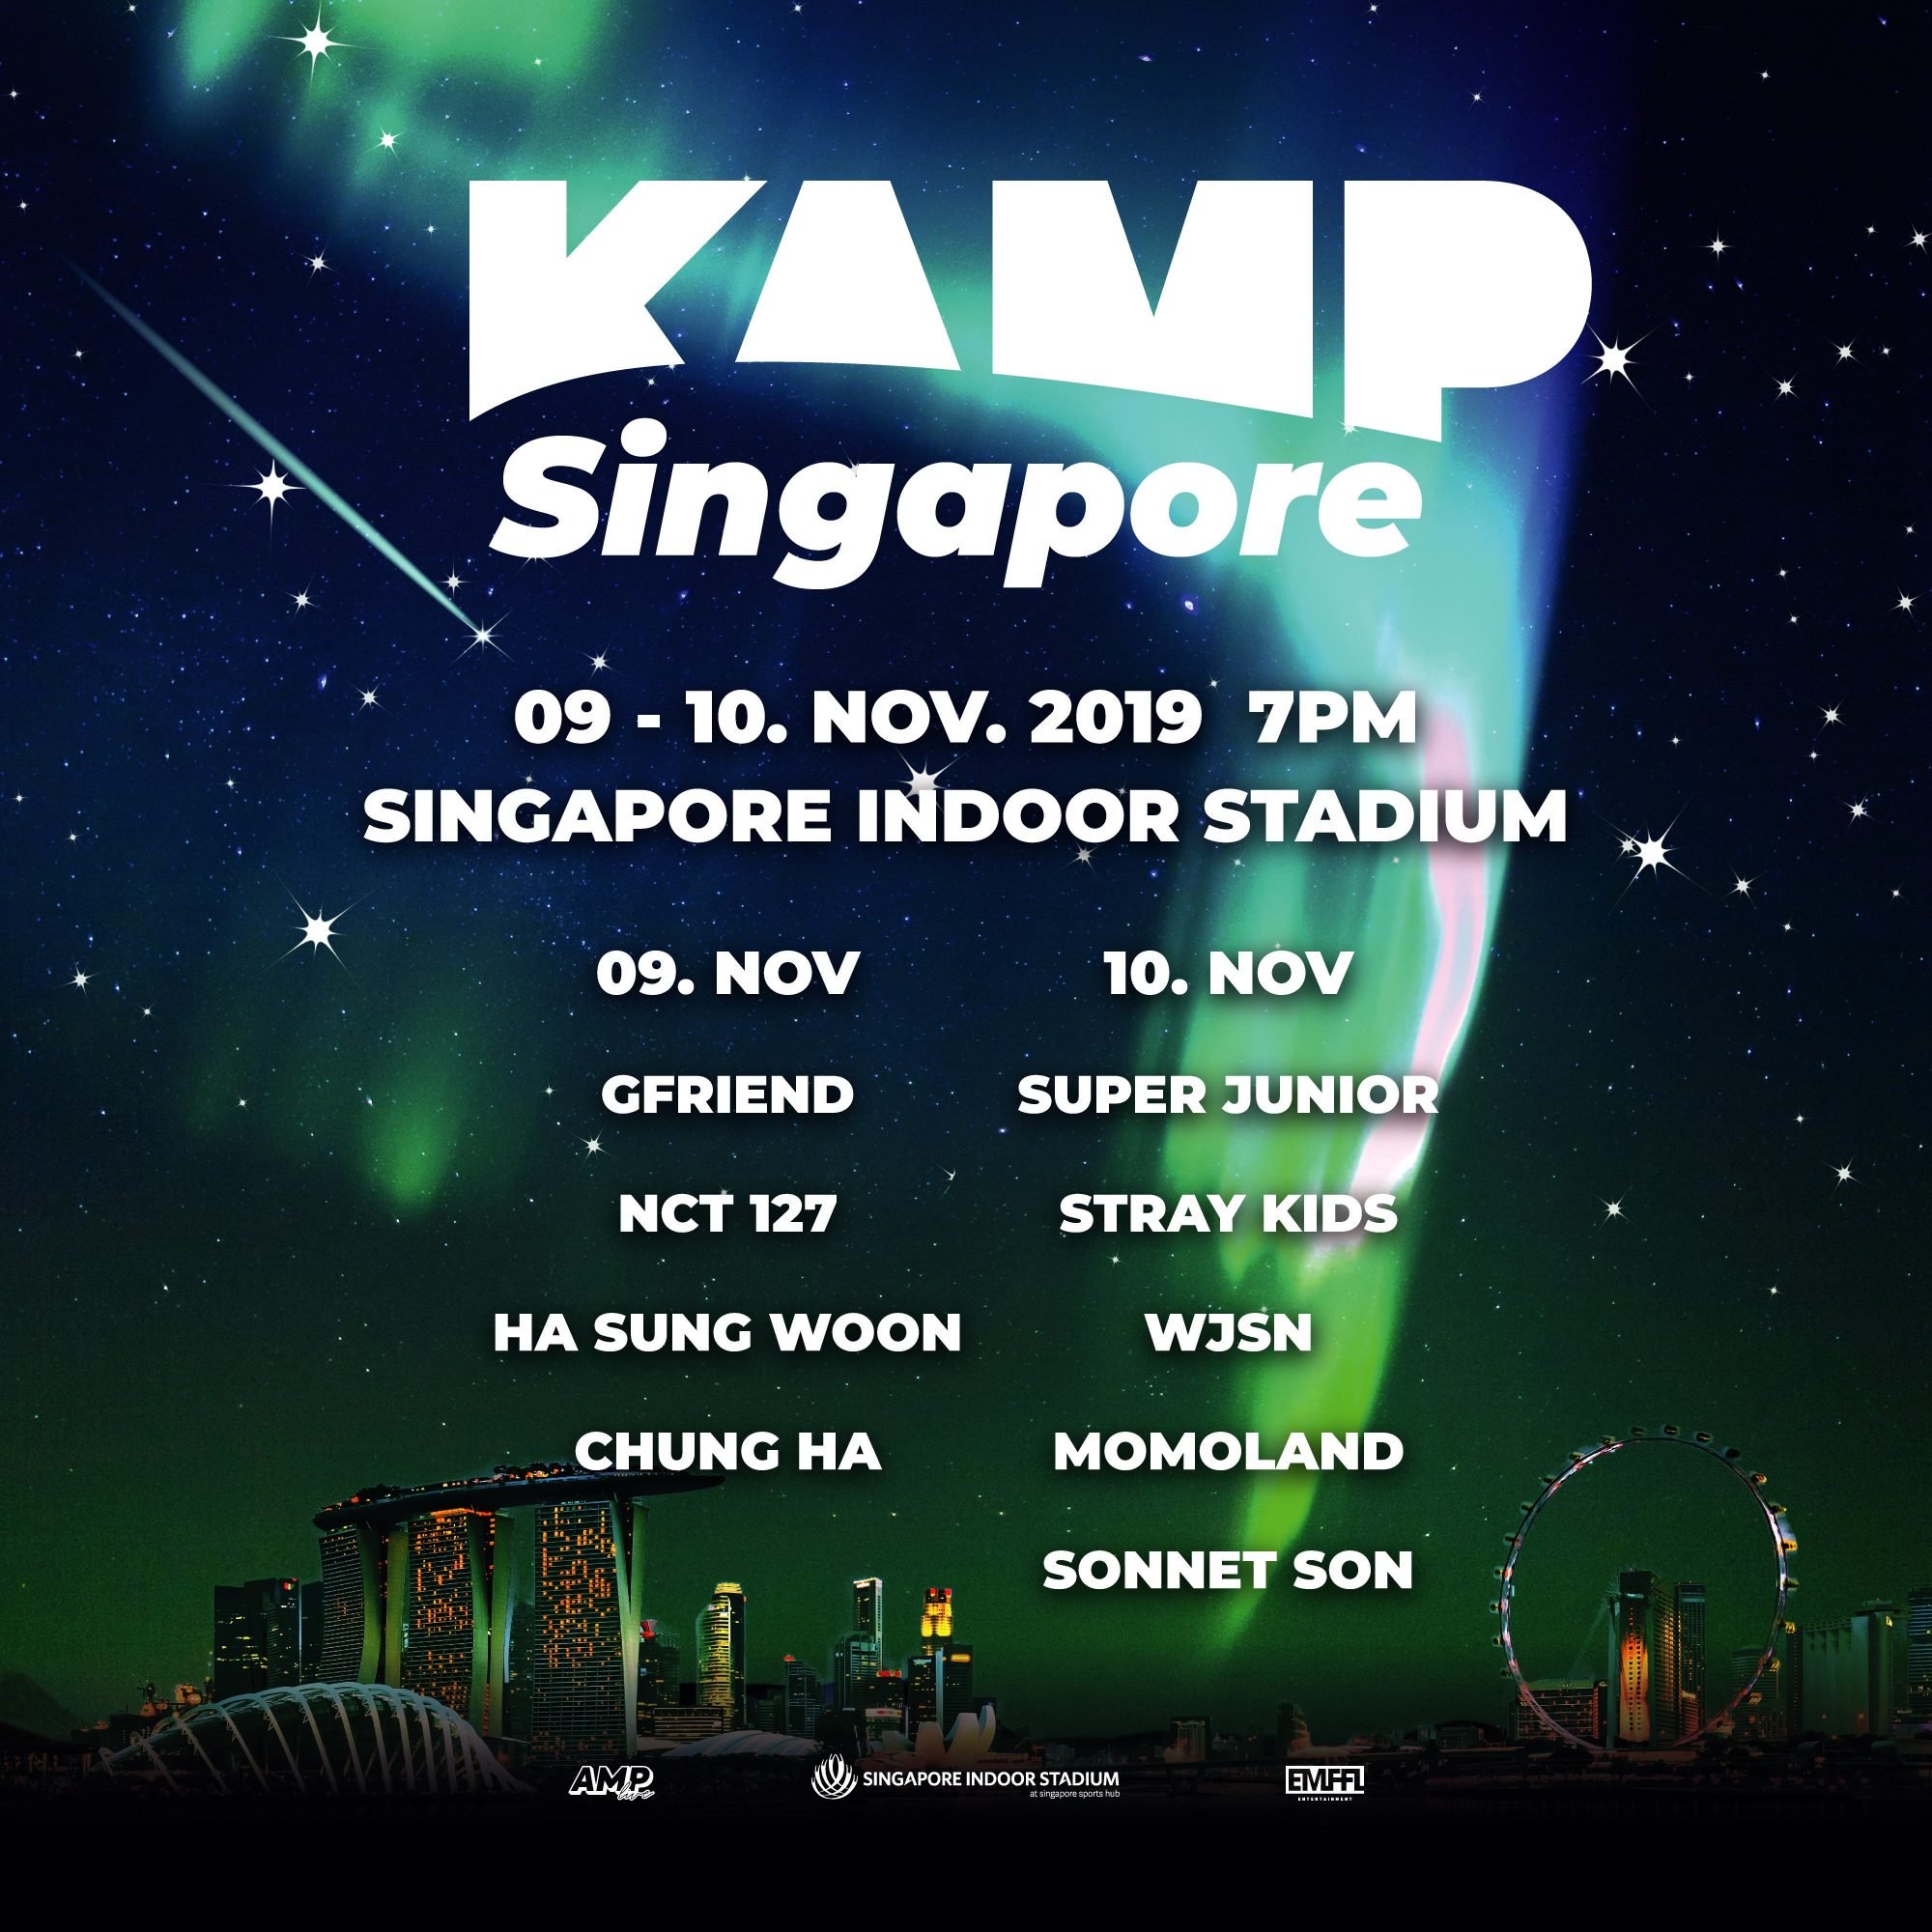 KAMP
Singapore
09 - 10. NOV. 2019 7PM
SINGAPORE INDOOR STADIUM
09. NOV
GFRIEND
NCT 127
HA SUNG WOON
CHUNG HA
10. NOV
SUPER JUNIOR
STRAY KIDS
WJSN
MOMOLAND
SONNET SON
AMP live
SINGAPORE INDOOR STADIUM
at singapore sports hub
EMFFL
ENTERTAINMENT